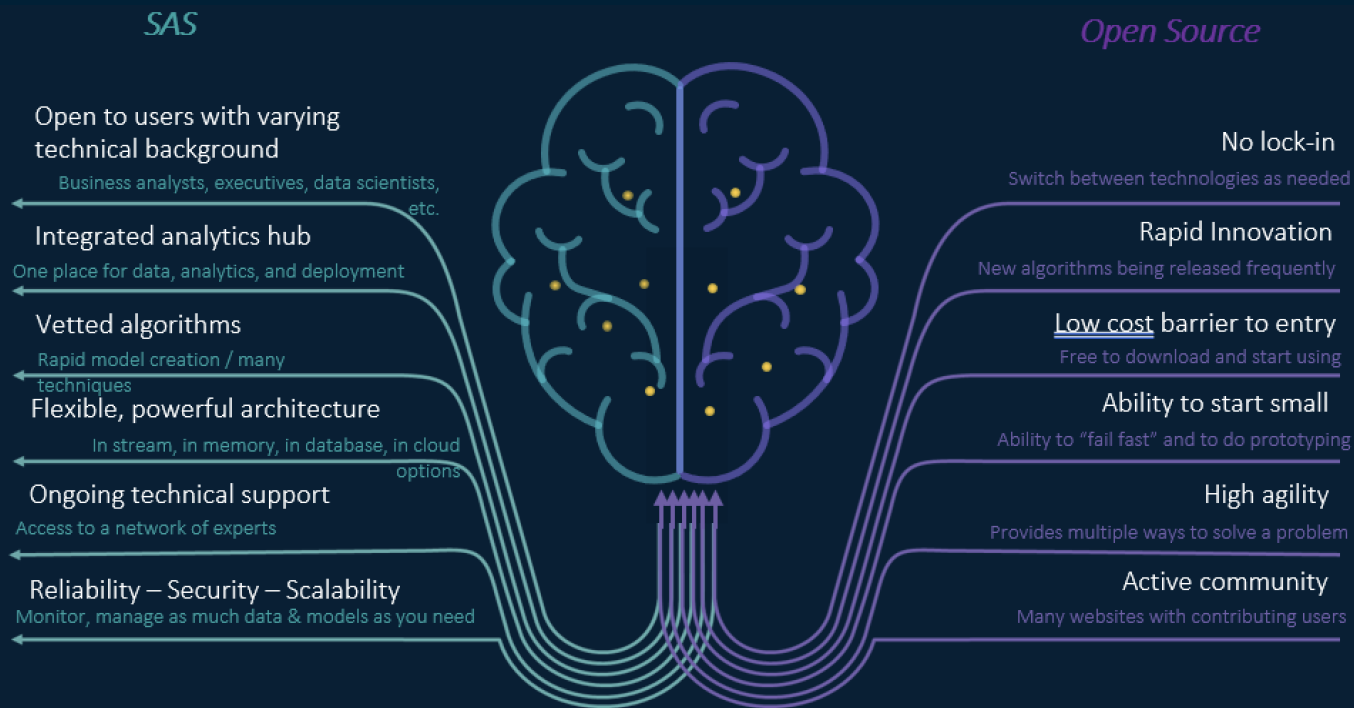 SAS
Open to users with varying
technical background
Business analysts, executives, data scientists,
etc.
Integrated analytics hub
One place for data, analytics, and deployment
Vetted algorithms
Rapid model creation / many
techniques
Flexible, powerful architecture
In stream, in memory, in database, in cloud
options
Ongoing technical support
Access to a network of experts
Reliability – Security – Scalability
Monitor, manage as much data & models as you need
Open Source
No lock-in
Switch between technologies as needed
Rapid Innovation
New algorithms being released frequently
Low cost barrier to entry
Free to download and start using
Ability to start small
Ability to “fail fast” and to do prototyping
High agility
Provides multiple ways to solve a problem
Active community
Many websites with contributing users